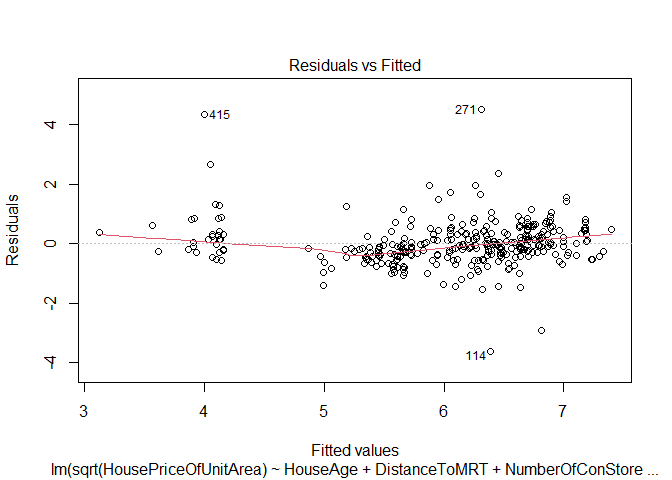 Residuals vs Fitted
415
271
114
Residuals
4
2
0
-2
-4
3 4 5 6 7
Fitted values
lm(sqrt(HousePriceOfUnitArea) ~ HouseAge + DistanceToMRT + NumberOfConStore ...